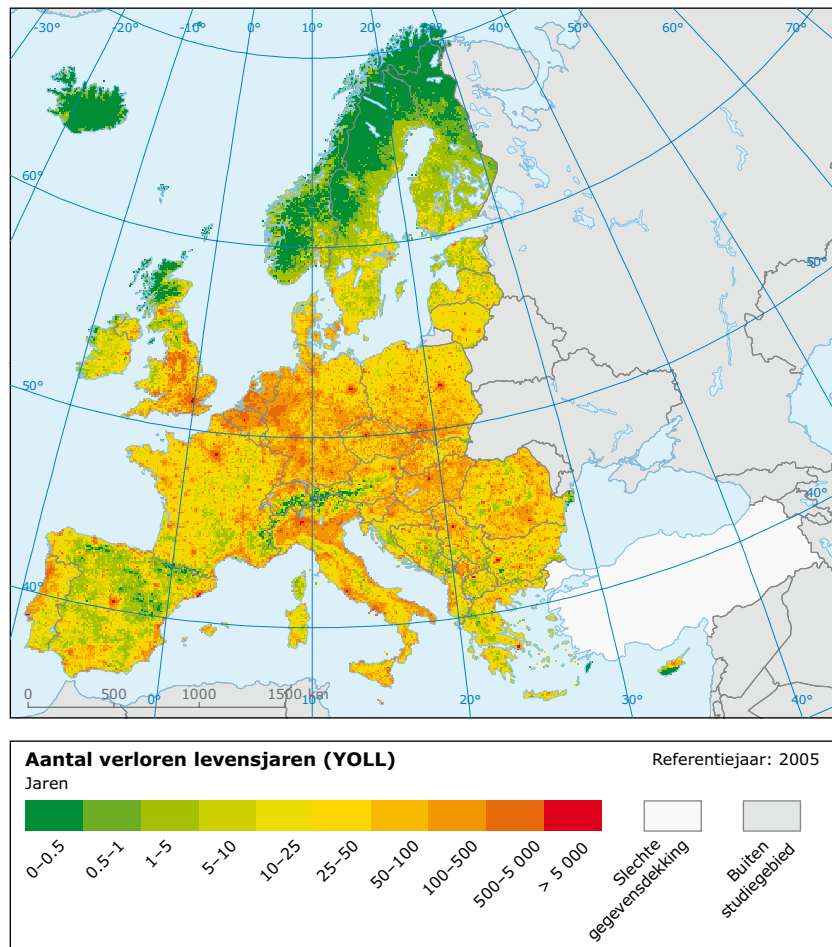 -30° -20° -10° 0° 10° 20° 30° 40° 50° 60° 70°
60°
50°
50°
40°
40°
0 500 1000 1500 km
0° 10° 20° 30° 40°
Aantal verloren levensjaren (YOLL)
Referentiejaar: 2005
Jaren
0–0.5
0.5–1
1–5
5–10
10–25
25–50
50–100
100–500
500–5 000
> 5 000
Slechte
gegevensdekking
Buiten
studiegebied